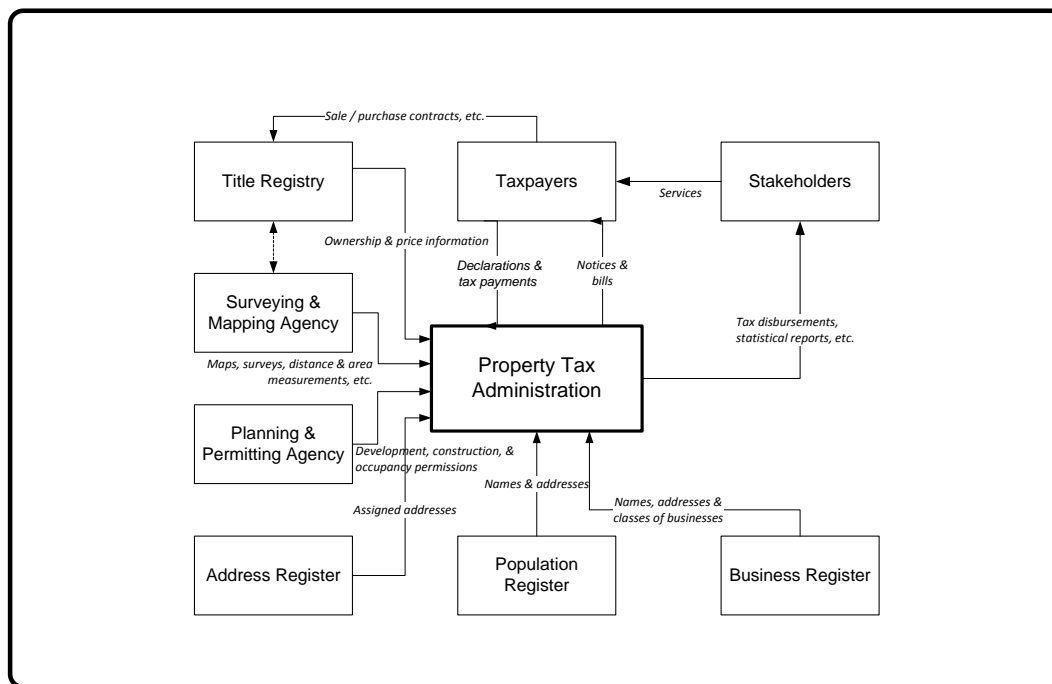 Sale / purchase contracts, etc.
Title Registry
Taxpayers
Stakeholders
Services
Ownership & price information
Declarations &
tax payments
Notices &
bills
Surveying &
Mapping Agency
Tax disbursements,
statistical reports, etc.
Maps, surveys, distance & area
measurements, etc.
Property Tax
Administration
Planning &
Permitting Agency
Development, construction, &
occupancy permissions
Names & addresses
Assigned addresses
Names, addresses &
classes of businesses
Address Register
Population
Register
Business Register